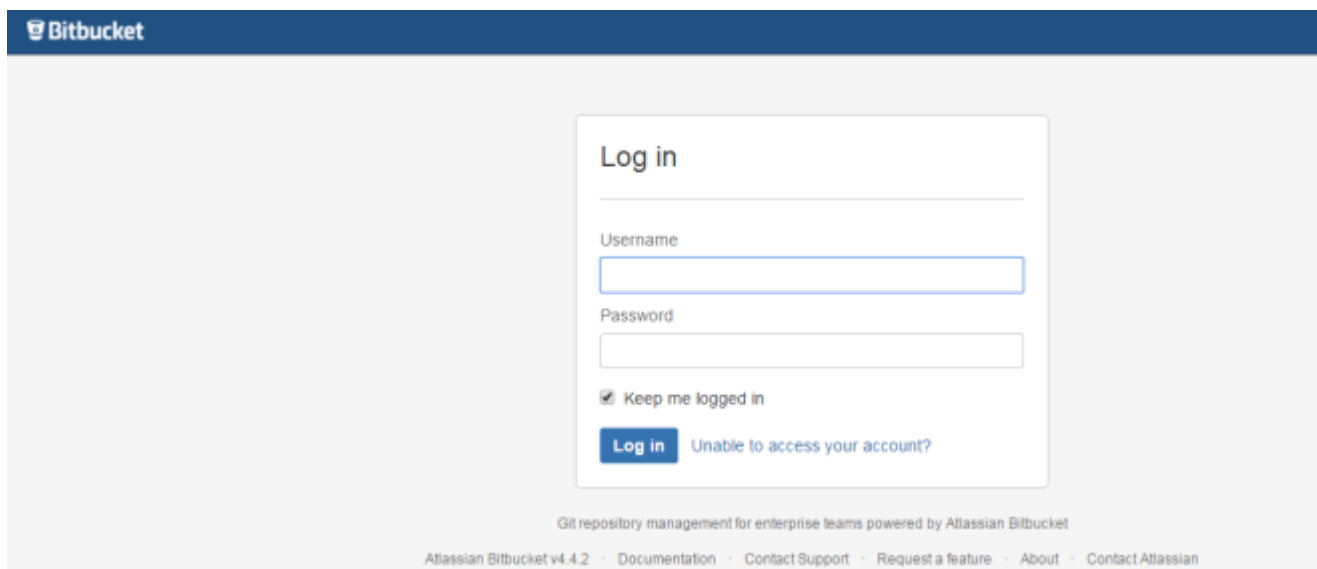 Bitbucket
Log in
Username
Password
Keep me logged in
Log in Unable to access your account?
Git repository management for enterprise teams powered by Atlassian Bitbucket
Atlassian Bitbucket v4.4.2 · Documentation · Contact Support · Request a feature · About · Contact Atlassian